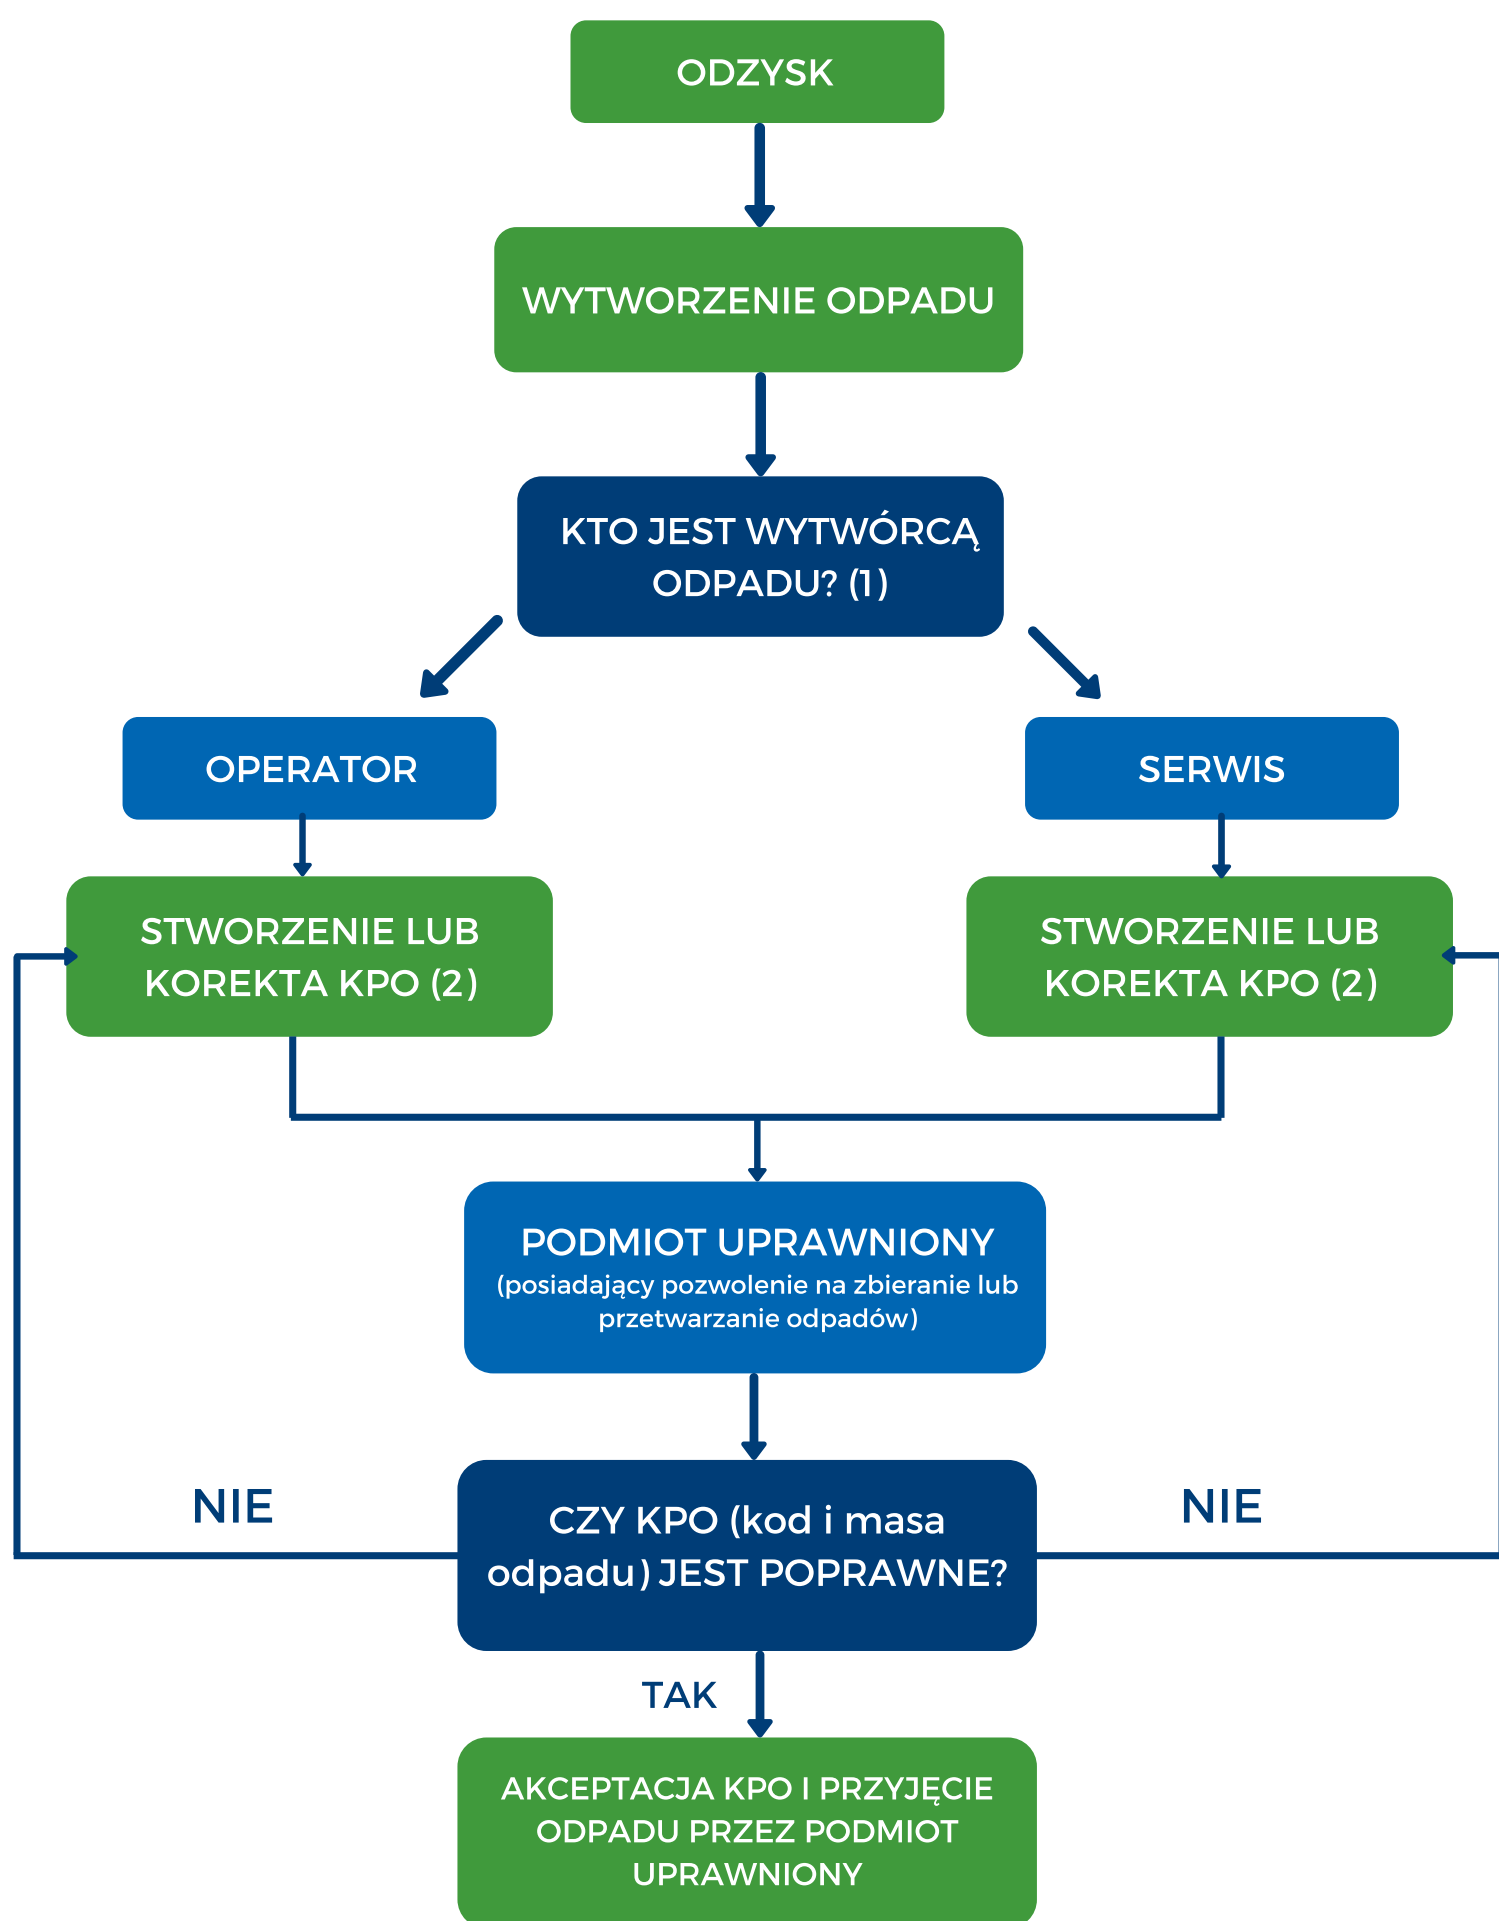 ODZYSK
WYTWORZENIE ODPADU
KTO JEST WYTWÓRCĄ
ODPADU? (1)
OPERATOR
SERWIS
STWORZENIE LUB
KOREKTA KPO (2)
STWORZENIE LUB
KOREKTA KPO (2)
PODMIOT UPRAWNIONY
(posiadający pozwolenie na zbieranie lub
przetwarzanie odpadów)
NIE
CZY KPO (kod i masa
odpadu) JEST POPRAWNE?
NIE
TAK
AKCEPTACJA KPO I PRZYJĘCIE
ODPADU PRZEZ PODMIOT
UPRAWNIONY